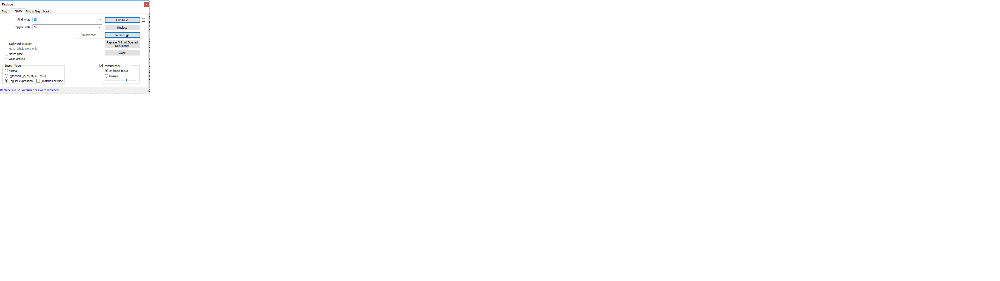 Replace
x
Find Replace Find in Files Mark
Find what : \r
Find Next
Replace with : \n
Replace
In selection
Replace All
Replace All in All Opened
Documents
Close
Backward direction
Match whole word only
Match case
Wrap around
Search Mode
Normal
Extended (\n, \r, \t, \0, \x...)
Regular expression . matches newline
Transparency
On losing focus
Always
Replace All: 329 occurrences were replaced.